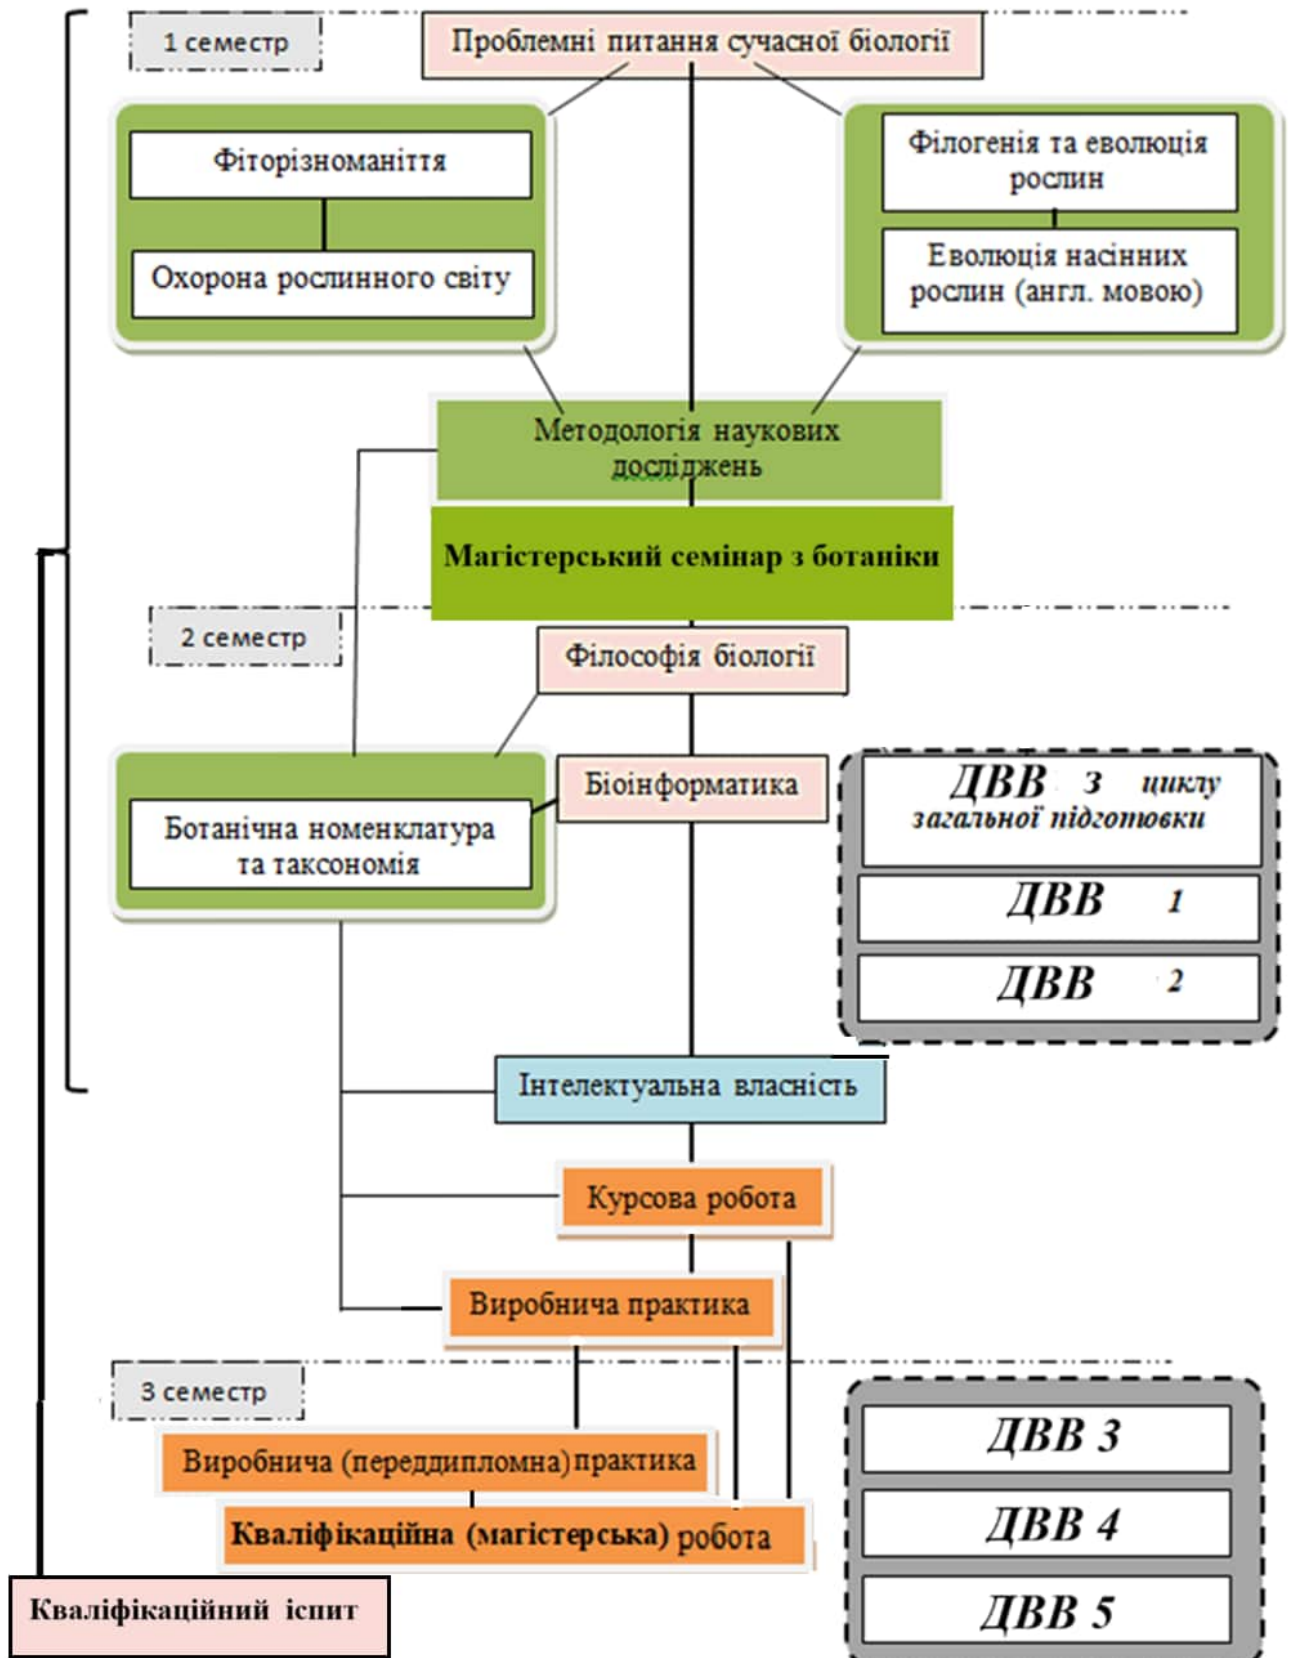 1 семестр
Проблемні питання сучасної біології
Фіторізноманіття
Охорона рослинного світу
Філогенія та еволюція
рослин
Еволюція насінних
рослин (англ. мовою)
Методологія наукових
досліджень
Магістерський семінар з ботаніки
2 семестр
Філософія біології
Біоінформатика
Ботанічна номенклатура
та таксономія
ДВВ з циклу
загальної підготовки
ДВВ 1
ДВВ 2
Інтелектуальна власність
Курсова робота
Виробнича практика
3 семестр
Виробнича (переддипломна) практика
Кваліфікаційна (магістерська) робота
ДВВ 3
ДВВ 4
ДВВ 5
Кваліфікаційний іспит